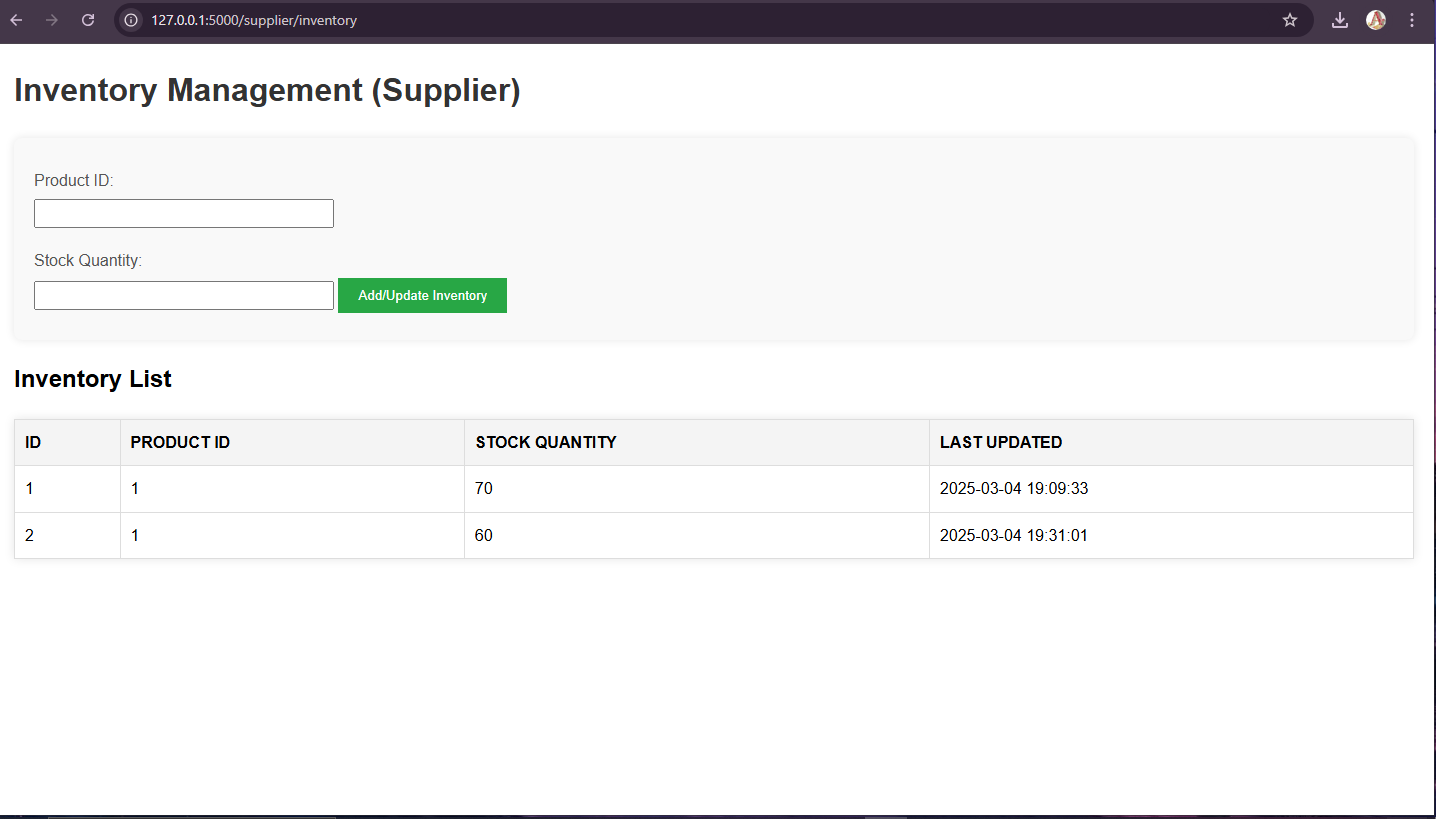 127.0.0.1:5000/supplier/inventory
Inventory Management (Supplier)
Product ID:
Stock Quantity:
Add/Update Inventory
Inventory List
ID PRODUCT ID STOCK QUANTITY LAST UPDATED
1 1 70 2025-03-04 19:09:33
2 1 60 2025-03-04 19:31:01